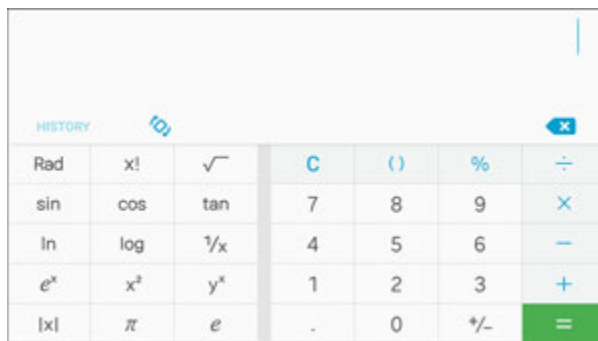 HISTORY
Rad x! √ C ( ) % ÷
sin cos tan 7 8 9 ×
ln log ¹/x 4 5 6 −
eˣ x² yˣ 1 2 3 +
|x| π e . 0 +/− =